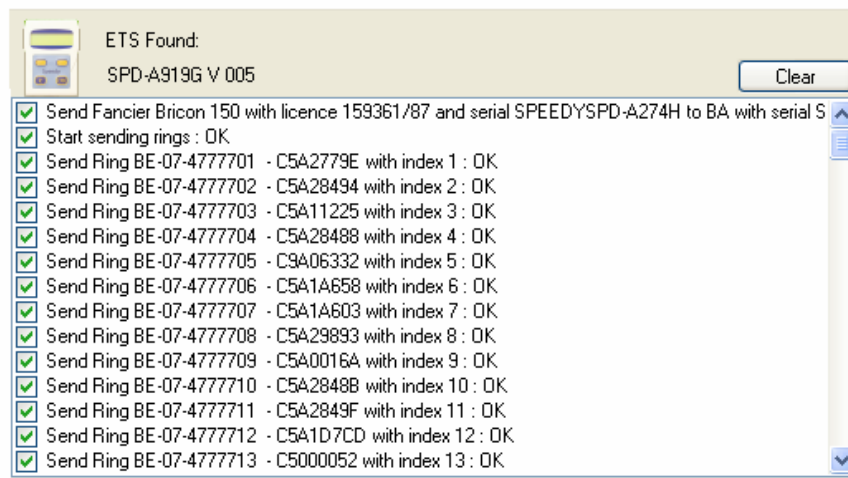 ETS Found:
SPD-A919G V 005
Clear
Send Fancier Bricon 150 with licence 159361/87 and serial SPEEDYSPD-A274H to BA with serial S
Start sending rings : OK
Send Ring BE-07-4777701 - C5A2779E with index 1 : OK
Send Ring BE-07-4777702 - C5A28494 with index 2 : OK
Send Ring BE-07-4777703 - C5A11225 with index 3 : OK
Send Ring BE-07-4777704 - C5A28488 with index 4 : OK
Send Ring BE-07-4777705 - C9A06332 with index 5 : OK
Send Ring BE-07-4777706 - C5A1A658 with index 6 : OK
Send Ring BE-07-4777707 - C5A1A603 with index 7 : OK
Send Ring BE-07-4777708 - C5A29893 with index 8 : OK
Send Ring BE-07-4777709 - C5A0016A with index 9 : OK
Send Ring BE-07-4777710 - C5A2848B with index 10 : OK
Send Ring BE-07-4777711 - C5A2849F with index 11 : OK
Send Ring BE-07-4777712 - C5A1D7CD with index 12 : OK
Send Ring BE-07-4777713 - C5000052 with index 13 : OK